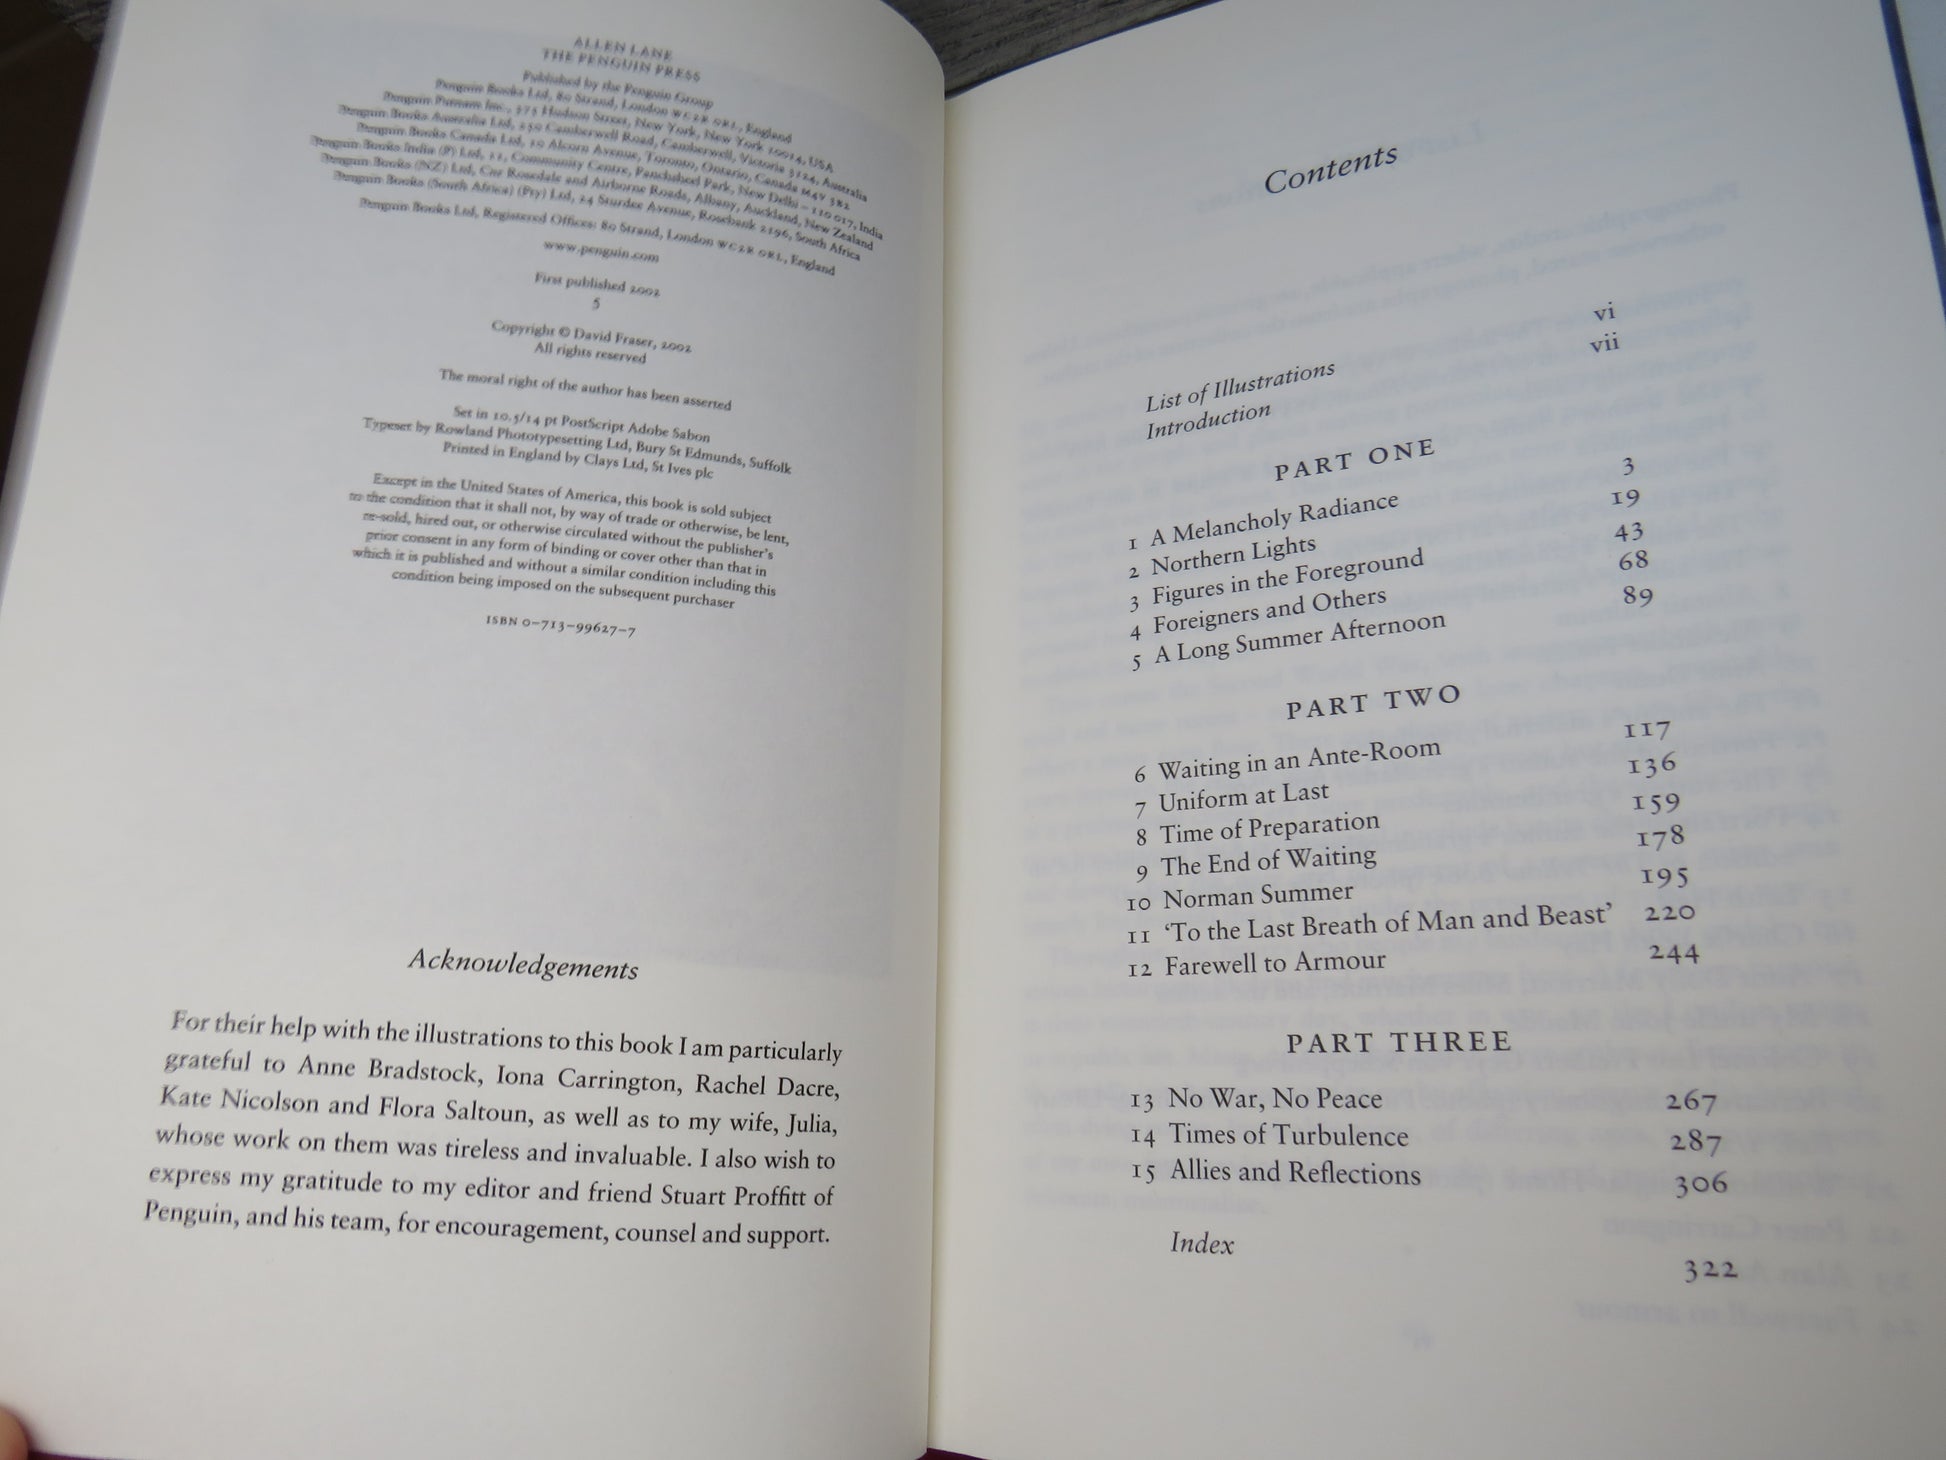 ALLEN LANE
THE PENGUIN PRESS
Published by the Penguin Group
Penguin Books Ltd, 80 Strand, London WC2R 0RL, England
Penguin Putnam Inc., 375 Hudson Street, New York, New York 10014, USA
Penguin Books Australia Ltd, 250 Camberwell Road, Camberwell, Victoria 3124, Australia
Penguin Books Canada Ltd, 10 Alcorn Avenue, Toronto, Ontario, Canada M4V 3B2
Penguin Books India (P) Ltd, 11, Community Centre, Panchsheel Park, New Delhi – 110 017, India
Penguin Books (NZ) Ltd, Cnr Rosedale and Airborne Roads, Albany, Auckland, New Zealand
Penguin Books (South Africa) (Pty) Ltd, 24 Sturdee Avenue, Rosebank 2196, South Africa
Penguin Books Ltd, Registered Offices: 80 Strand, London WC2R 0RL, England
www.penguin.com
First published 2002
5
Copyright © David Fraser, 2002
All rights reserved
The moral right of the author has been asserted
Set in 10.5/14 pt PostScript Adobe Sabon
Typeset by Rowland Phototypesetting Ltd, Bury St Edmunds, Suffolk
Printed in England by Clays Ltd, St Ives plc
Except in the United States of America, this book is sold subject
to the condition that it shall not, by way of trade or otherwise, be lent,
re-sold, hired out, or otherwise circulated without the publisher's
prior consent in any form of binding or cover other than that in
which it is published and without a similar condition including this
condition being imposed on the subsequent purchaser
ISBN 0–713–99627–7
Acknowledgements
For their help with the illustrations to this book I am particularly
grateful to Anne Bradstock, Iona Carrington, Rachel Dacre,
Kate Nicolson and Flora Saltoun, as well as to my wife, Julia,
whose work on them was tireless and invaluable. I also wish to
express my gratitude to my editor and friend Stuart Proffitt of
Penguin, and his team, for encouragement, counsel and support.
Contents
List of Illustrations vi
Introduction vii
PART ONE
1 A Melancholy Radiance 3
2 Northern Lights 19
3 Figures in the Foreground 43
4 Foreigners and Others 68
5 A Long Summer Afternoon 89
PART TWO
6 Waiting in an Ante-Room 117
7 Uniform at Last 136
8 Time of Preparation 159
9 The End of Waiting 178
10 Norman Summer 195
11 ‘To the Last Breath of Man and Beast’ 220
12 Farewell to Armour 244
PART THREE
13 No War, No Peace 267
14 Times of Turbulence 287
15 Allies and Reflections 306
Index 322